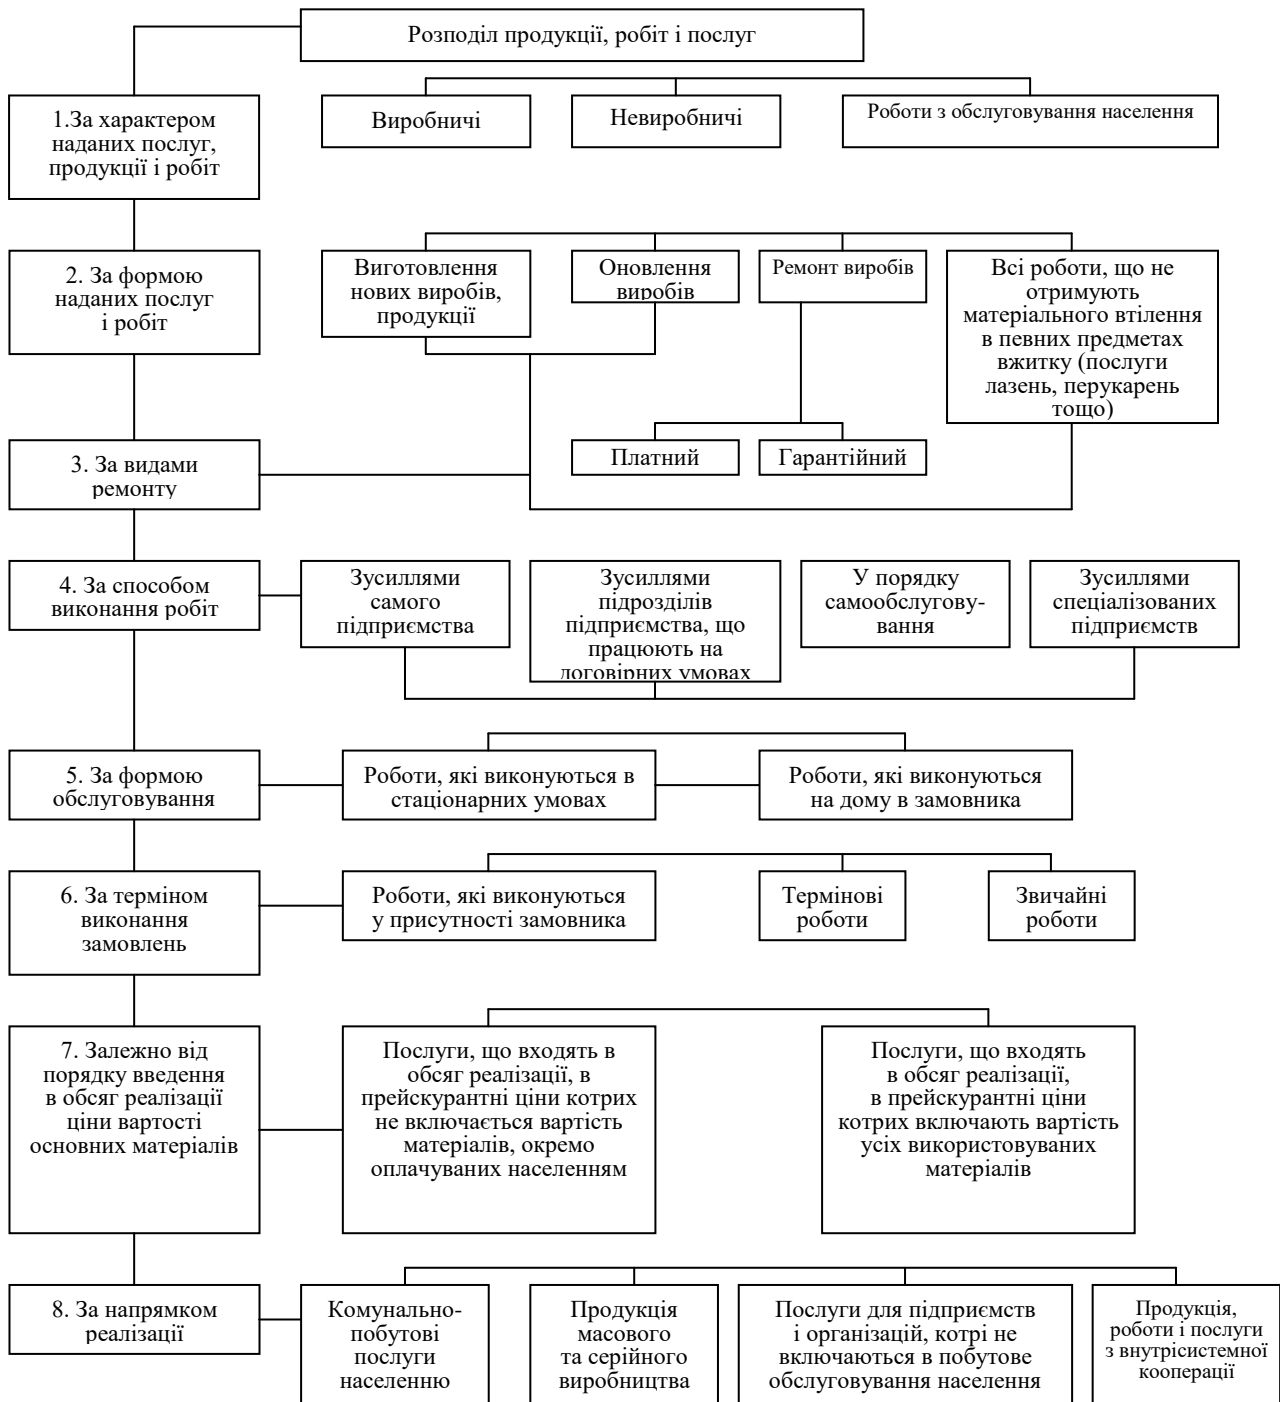 Розподіл продукції, робіт і послуг
1.За характером
наданих послуг,
продукції і робіт
Виробничі
Невиробничі
Роботи з обслуговування населення
2. За формою
наданих послуг
і робіт
Виготовлення
нових виробів,
продукції
Оновлення
виробів
Ремонт виробів
Всі роботи, що не
отримують
матеріального втілення
в певних предметах
вжитку (послуги
лазень, перукарень
тощо)
Платний
Гарантійний
3. За видами
ремонту
4. За способом
виконання робіт
Зусиллями
самого
підприємства
Зусиллями
підрозділів
підприємства, що
працюють на
договірних умовах
У порядку
самообслугову-
вання
Зусиллями
спеціалізованих
підприємств
5. За формою
обслуговування
Роботи, які виконуються в
стаціонарних умовах
Роботи, які виконуються
на дому в замовника
6. За терміном
виконання
замовлень
Роботи, які виконуються
у присутності замовника
Термінові
роботи
Звичайні
роботи
7. Залежно від
порядку введення
в обсяг реалізації
ціни вартості
основних матеріалів
Послуги, що входять в
обсяг реалізації, в
прейскурантні ціни котрих
не включається вартість
матеріалів, окремо
оплачуваних населенням
Послуги, що входять
в обсяг реалізації,
в прейскурантні ціни
котрих включають вартість
усіх використовуваних
матеріалів
8. За напрямком
реалізації
Комунально-
побутові
послуги
населенню
Продукція
масового
та серійного
виробництва
Послуги для підприємств
і організацій, котрі не
включаються в побутове
обслуговування населення
Продукція,
роботи і послуги
з внутрісистемної
кооперації